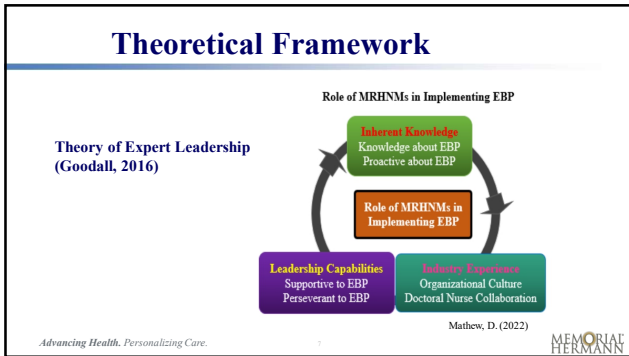 Theoretical Framework
Role of MRHNMs in Implementing EBP
Theory of Expert Leadership
(Goodall, 2016)
Inherent Knowledge
Knowledge about EBP
Proactive about EBP
Role of MRHNMs in
Implementing EBP
Leadership Capabilities
Supportive to EBP
Perseverant to EBP
Industry Experience
Organizational Culture
Doctoral Nurse Collaboration
Mathew, D. (2022)
Advancing Health. Personalizing Care.
7
MEMORIAL
HERMANN